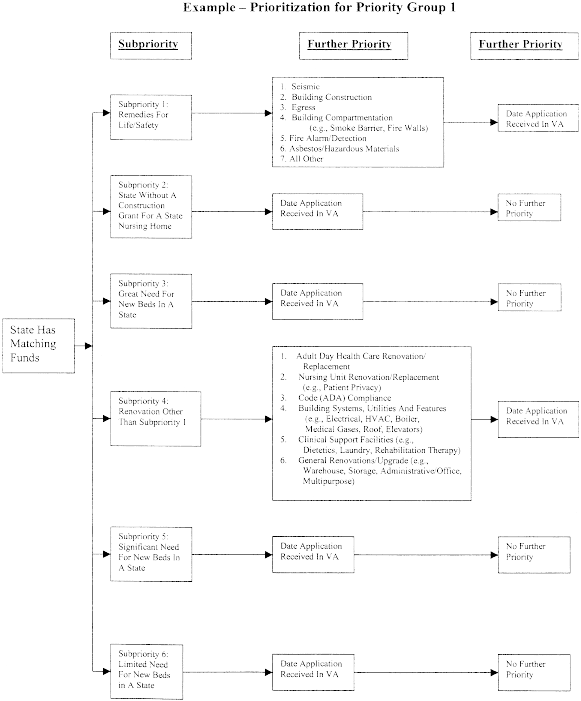 Example – Prioritization for Priority Group 1
Subpriority
Further Priority
Further Priority
State Has
Matching
Funds
Subpriority 1:
Remedies For
Life/Safety
1. Seismic
2. Building Construction
3. Egress
4. Building Compartmentation
(e.g., Smoke Barrier, Fire Walls)
5. Fire Alarm/Detection
6. Asbestos/Hazardous Materials
7. All Other
Date Application
Received In VA
Subpriority 2:
State Without A
Construction
Grant For A State
Nursing Home
Date Application
Received In VA
No Further
Priority
Subpriority 3:
Great Need For
New Beds In A
State
Date Application
Received In VA
No Further
Priority
Subpriority 4:
Renovation Other
Than Subpriority 1
1. Adult Day Health Care Renovation/
Replacement
2. Nursing Unit Renovation/Replacement
(e.g., Patient Privacy)
3. Code (ADA) Compliance
4. Building Systems, Utilities And Features
(e.g., Electrical, HVAC, Boiler,
Medical Gases, Roof, Elevators)
5. Clinical Support Facilities (e.g.,
Dietetics, Laundry, Rehabilitation Therapy)
6. General Renovations/Upgrade (e.g.,
Warehouse, Storage, Administrative/Office,
Multipurpose)
Date Application
Received In VA
Subpriority 5:
Significant Need
For New Beds In
A State
Date Application
Received In VA
No Further
Priority
Subpriority 6:
Limited Need
For New Beds
in A State
Date Application
Received In VA
No Further
Priority